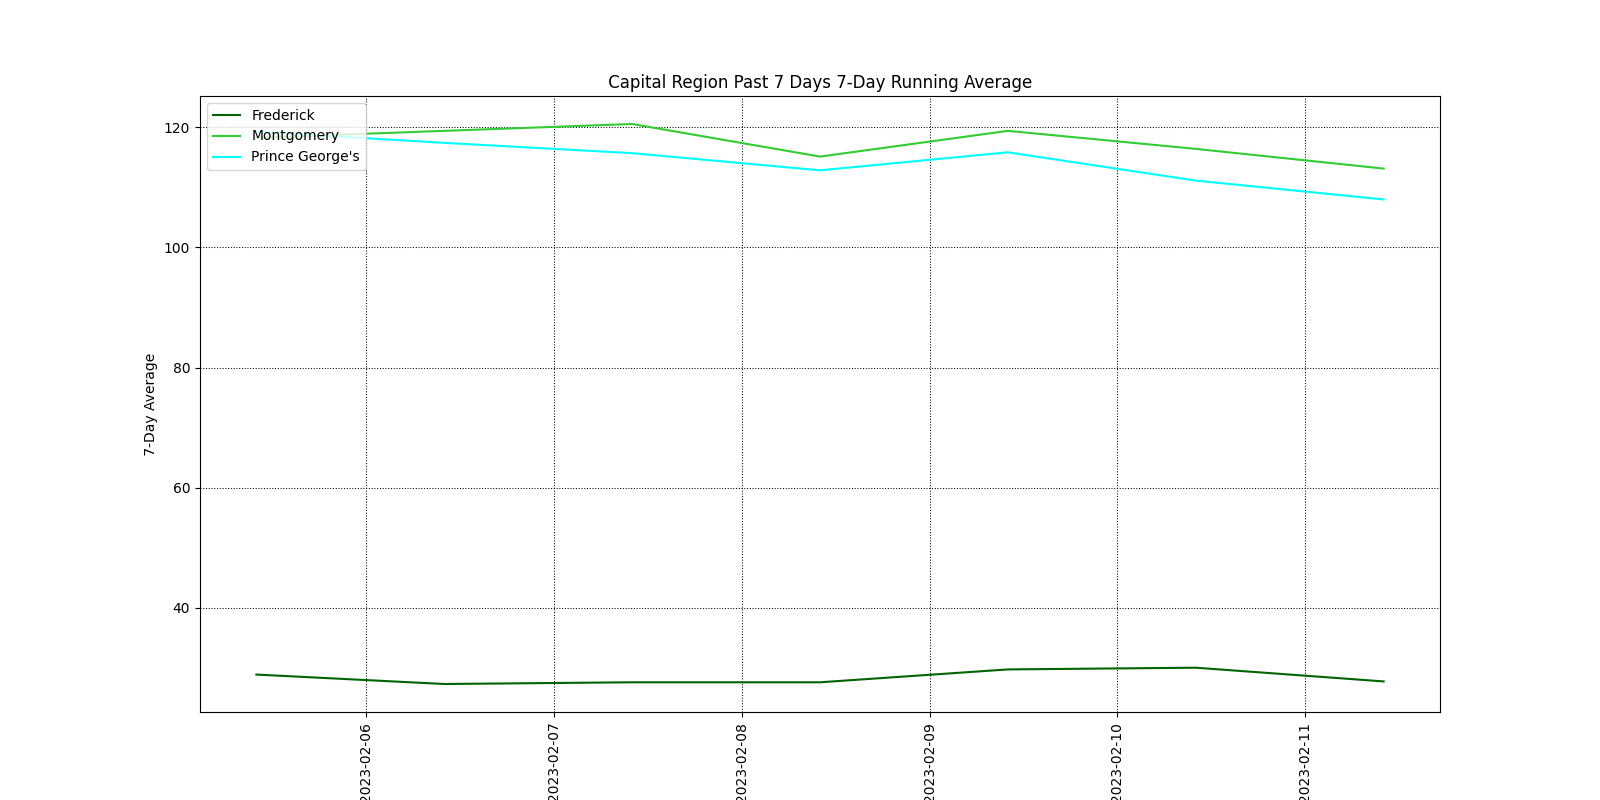 Capital Region Past 7 Days 7-Day Running Average
Frederick
Montgomery
Prince George's
120
100
80
60
40
7-Day Average
2023-02-06
2023-02-07
2023-02-08
2023-02-09
2023-02-10
2023-02-11